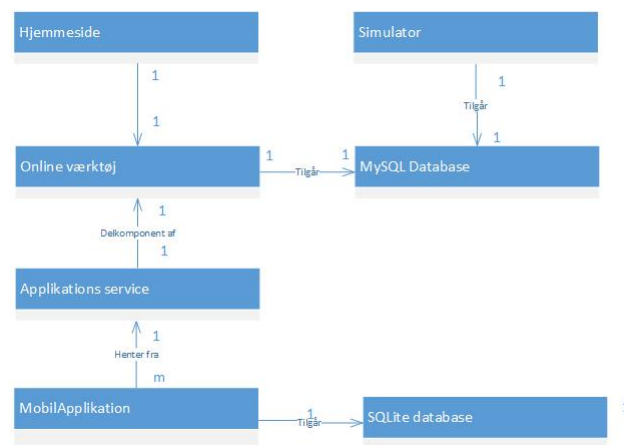 Hjemmeside
Simulator
1
1
Tilgår
1
1
Online værktøj
1
Tilgår
1
MySQL Database
1
Delkomponent af
1
Applikations service
1
Henter fra
m
MobilApplikation
1
Tilgår
SQLite database